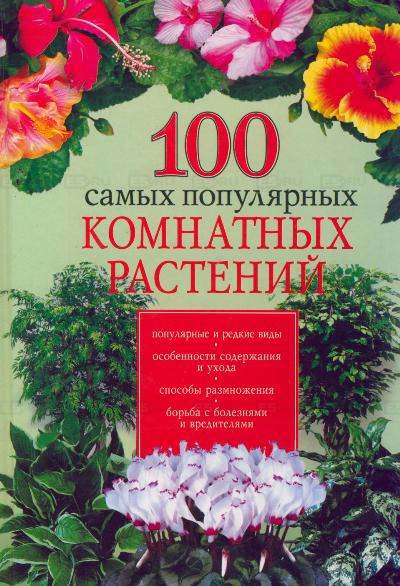 100
самых популярных
КОМНАТНЫХ
РАСТЕНИЙ
популярные и редкие виды
•
особенности содержания
и ухода
•
способы размножения
•
борьба с болезнями
и вредителями